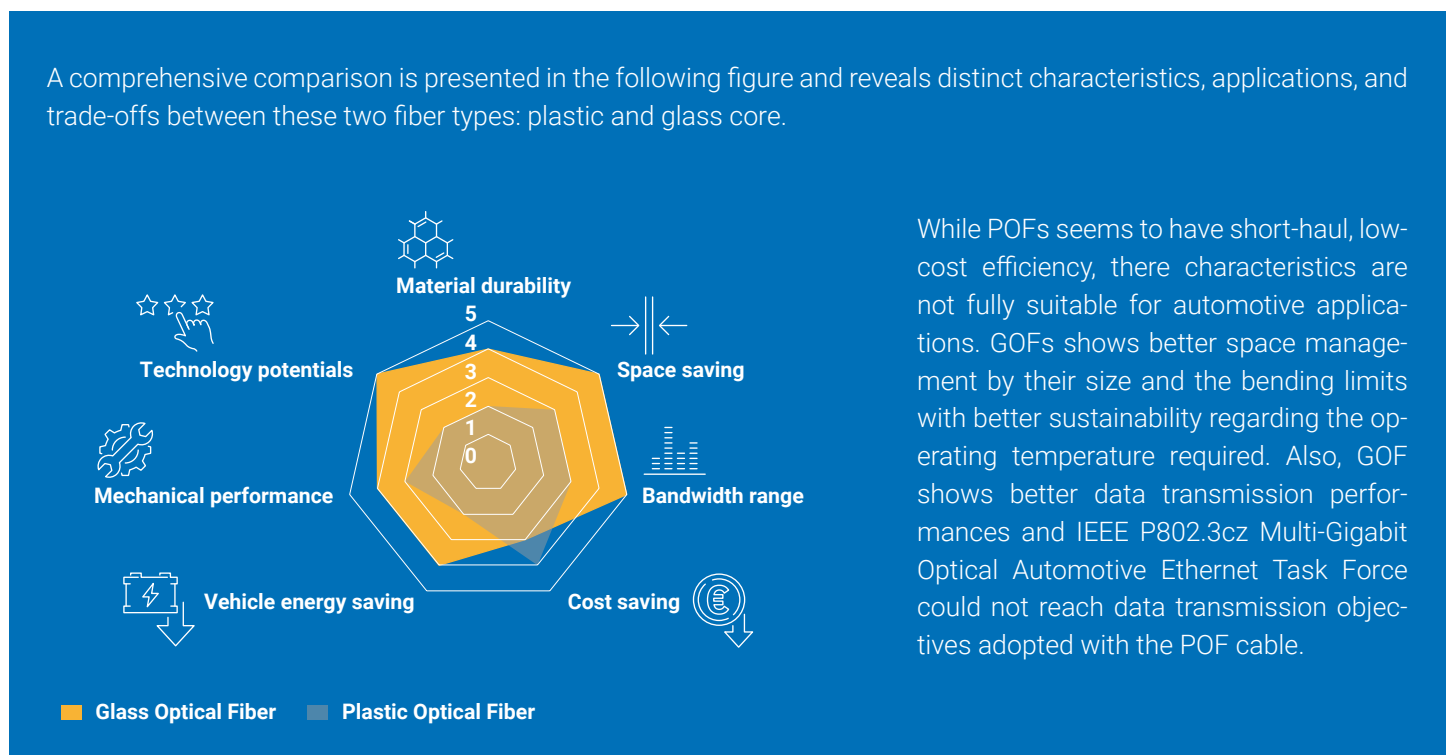 A comprehensive comparison is presented in the following figure and reveals distinct characteristics, applications, and
trade-offs between these two fiber types: plastic and glass core.
Material durability
5
4
3
2
1
0
Technology potentials
Space saving
Mechanical performance
Bandwidth range
Vehicle energy saving
Cost saving
Glass Optical Fiber
Plastic Optical Fiber
While POFs seems to have short-haul, low-
cost efficiency, there characteristics are
not fully suitable for automotive applica-
tions. GOFs shows better space manage-
ment by their size and the bending limits
with better sustainability regarding the op-
erating temperature required. Also, GOF
shows better data transmission perfor-
mances and IEEE P802.3cz Multi-Gigabit
Optical Automotive Ethernet Task Force
could not reach data transmission objec-
tives adopted with the POF cable.